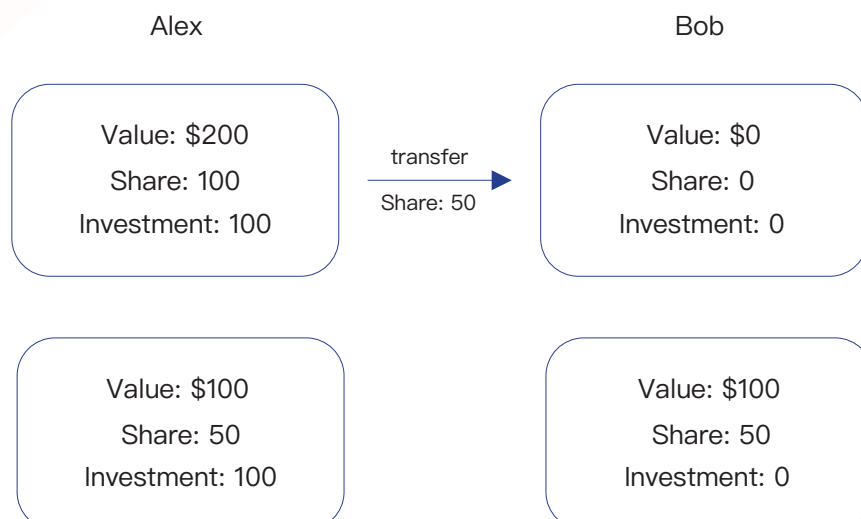 Alex
Bob
Value: $200
Share: 100
Investment: 100
transfer
Share: 50
Value: $0
Share: 0
Investment: 0
Value: $100
Share: 50
Investment: 100
Value: $100
Share: 50
Investment: 0